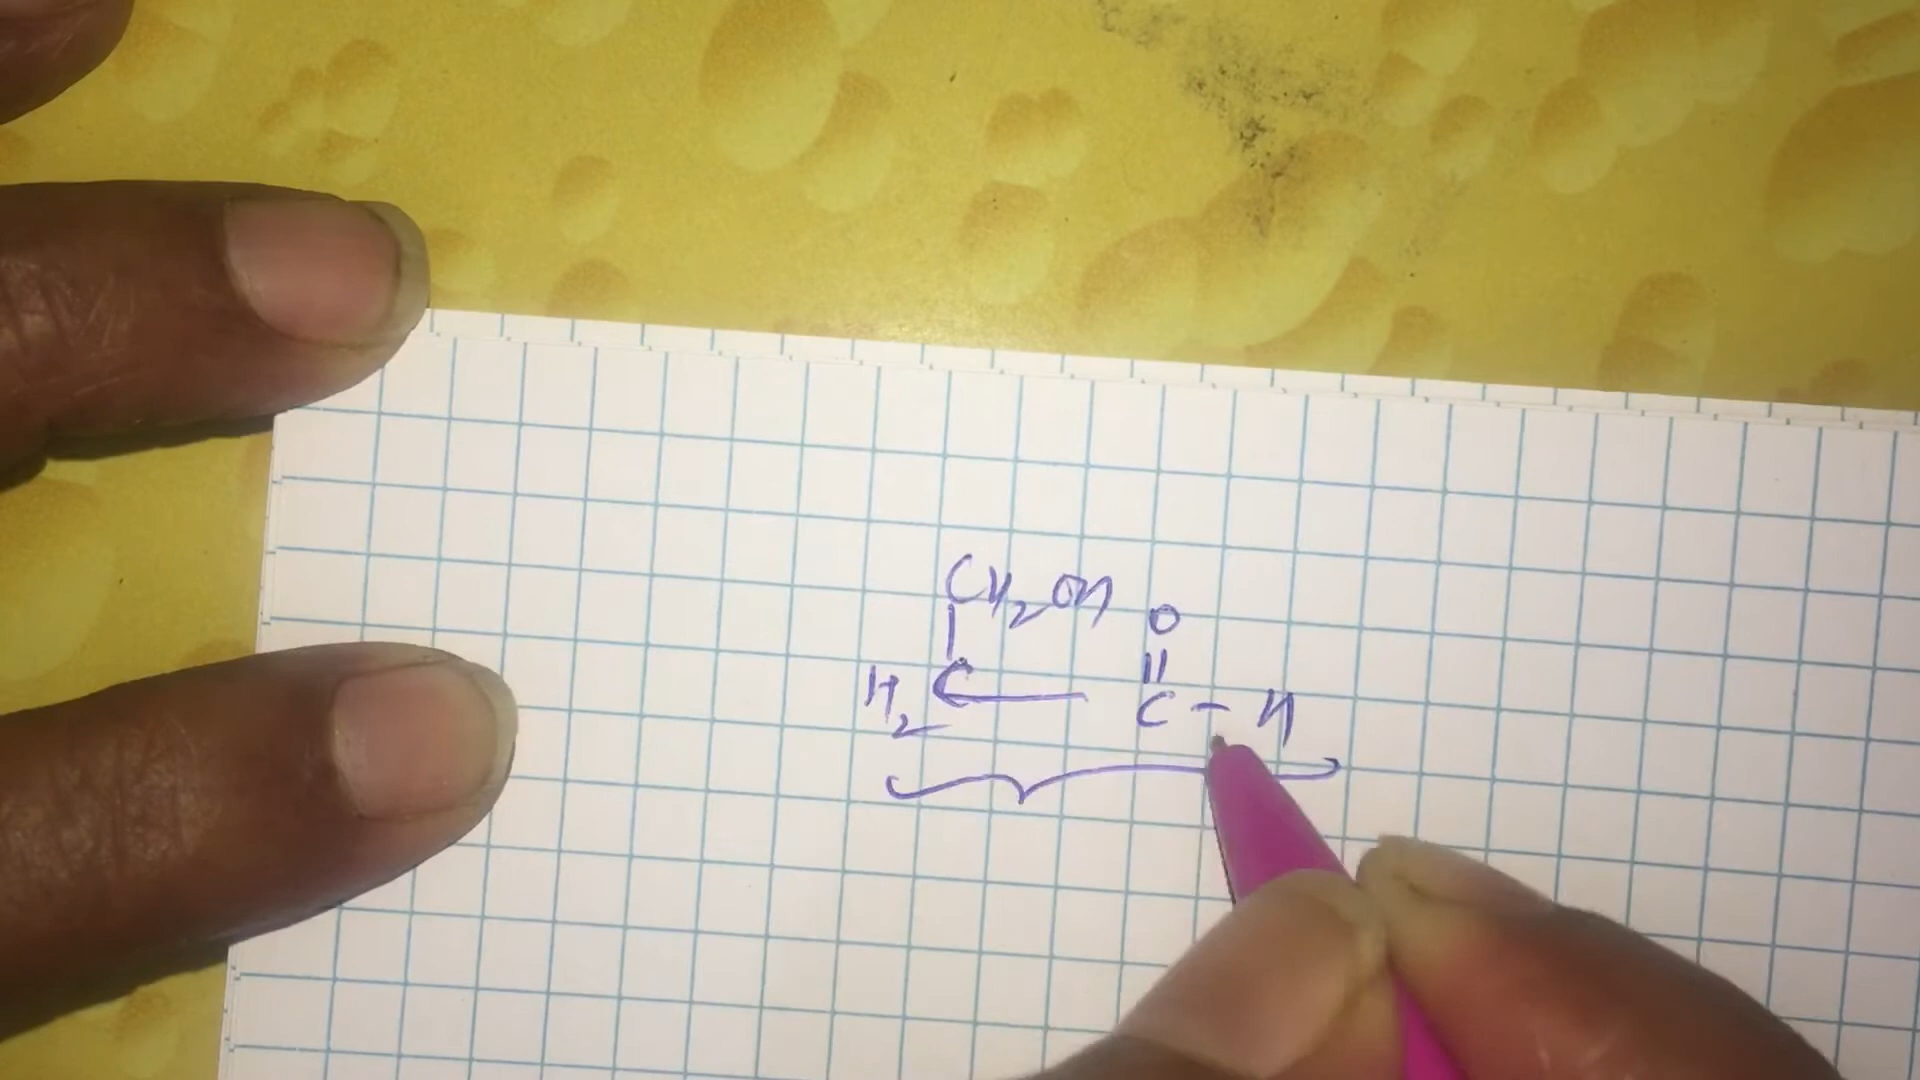 CH2OH
O
||
H2C — C – H